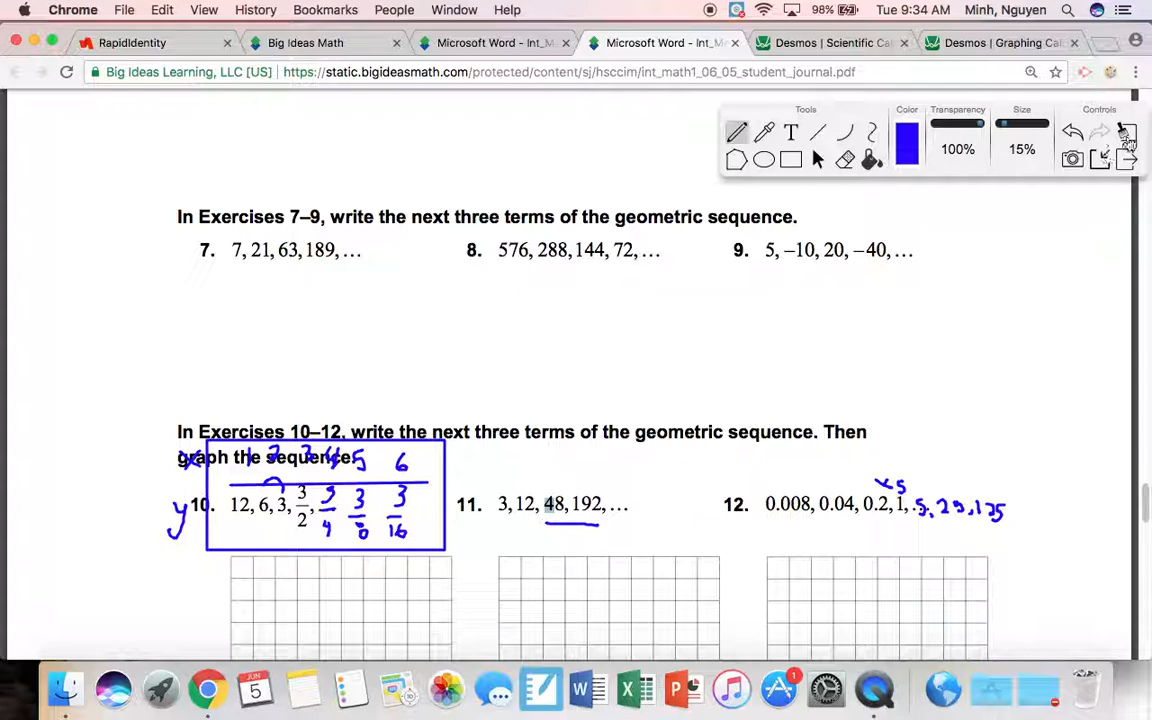 Chrome File Edit View History Bookmarks People Window Help 98% Tue 9:34 AM Minh, Nguyen
RapidIdentity × Big Ideas Math × Microsoft Word - Int_M × Microsoft Word - Int_M × Desmos | Scientific Cal × Desmos | Graphing Cal ×
Big Ideas Learning, LLC [US] https://static.bigideasmath.com/protected/content/sj/hsccim/int_math1_06_05_student_journal.pdf
Tools Color Transparency Size Controls
T 100% 15%
In Exercises 7–9, write the next three terms of the geometric sequence.
7. 7, 21, 63, 189, … 8. 576, 288, 144, 72, … 9. 5, −10, 20, −40, …
In Exercises 10–12, write the next three terms of the geometric sequence. Then
graph the sequence.
x 1 2 3 4 5 6
y 10. 12, 6, 3, 3/2, 3/4 3/8 3/16 11. 3, 12, 48, 192, … 12. 0.008, 0.04, 0.2, 1, … 5, 25, 125
x5
JUN 5
1